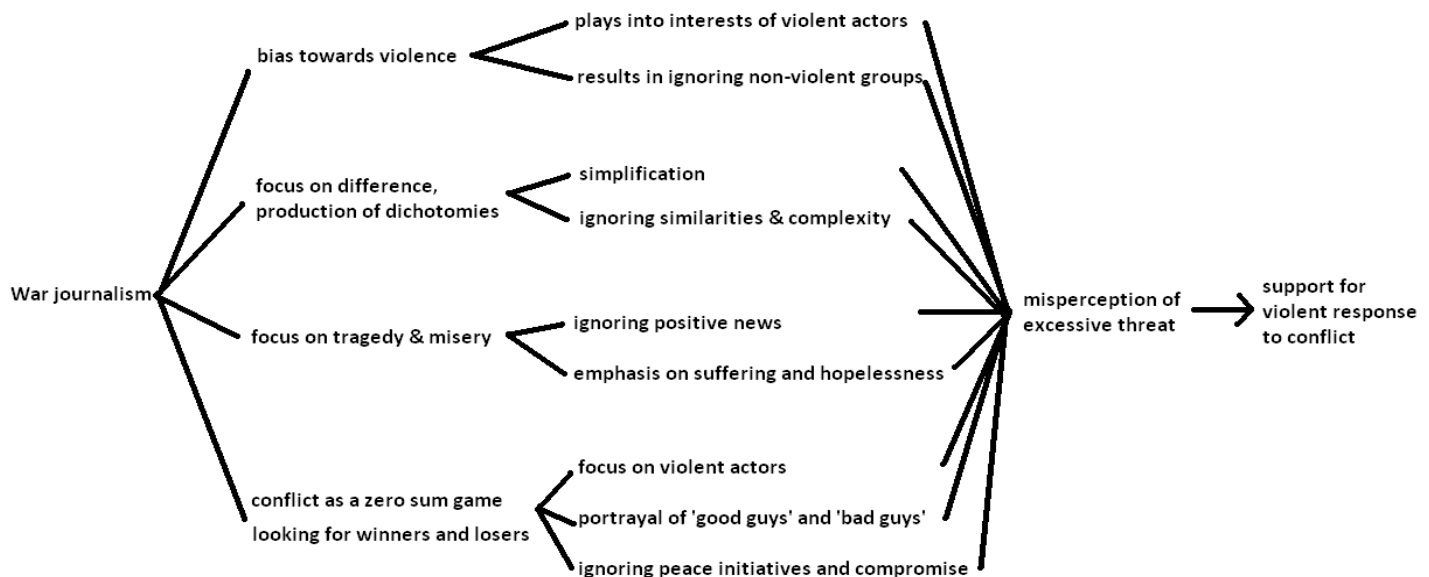 plays into interests of violent actors
bias towards violence
results in ignoring non-violent groups
focus on difference,
production of dichotomies
simplification
ignoring similarities & complexity
War journalism
focus on tragedy & misery
ignoring positive news
emphasis on suffering and hopelessness
conflict as a zero sum game
looking for winners and losers
focus on violent actors
portrayal of 'good guys' and 'bad guys'
ignoring peace initiatives and compromise
misperception of
excessive threat
support for
violent response
to conflict